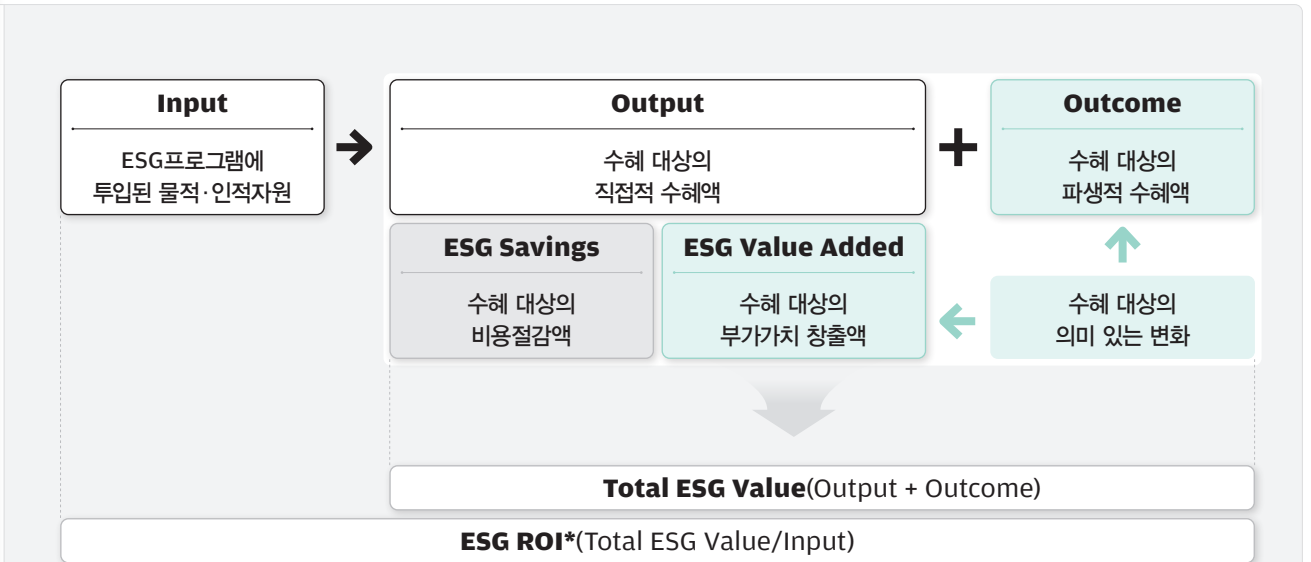 Input
ESG프로그램에
투입된 물적·인적자원
Output
수혜 대상의
직접적 수혜액
Outcome
수혜 대상의
파생적 수혜액
ESG Savings
수혜 대상의
비용절감액
ESG Value Added
수혜 대상의
부가가치 창출액
수혜 대상의
의미 있는 변화
Total ESG Value(Output + Outcome)
ESG ROI*(Total ESG Value/Input)